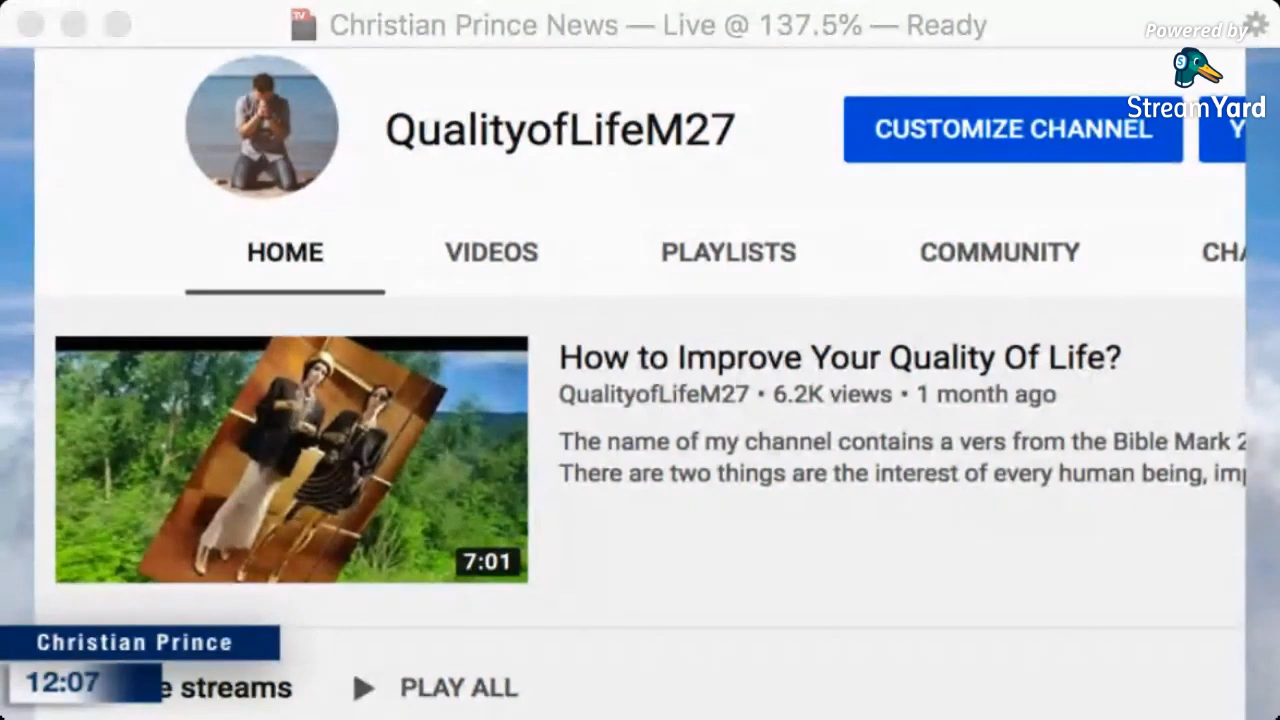 Christian Prince News — Live @ 137.5% — Ready
Powered by
StreamYard
QualityofLifeM27
CUSTOMIZE CHANNEL
Y
HOME
VIDEOS
PLAYLISTS
COMMUNITY
CHA
How to Improve Your Quality Of Life?
QualityofLifeM27 • 6.2K views • 1 month ago
The name of my channel contains a vers from the Bible Mark 2
There are two things are the interest of every human being, im
7:01
Christian Prince
12:07
e streams
PLAY ALL